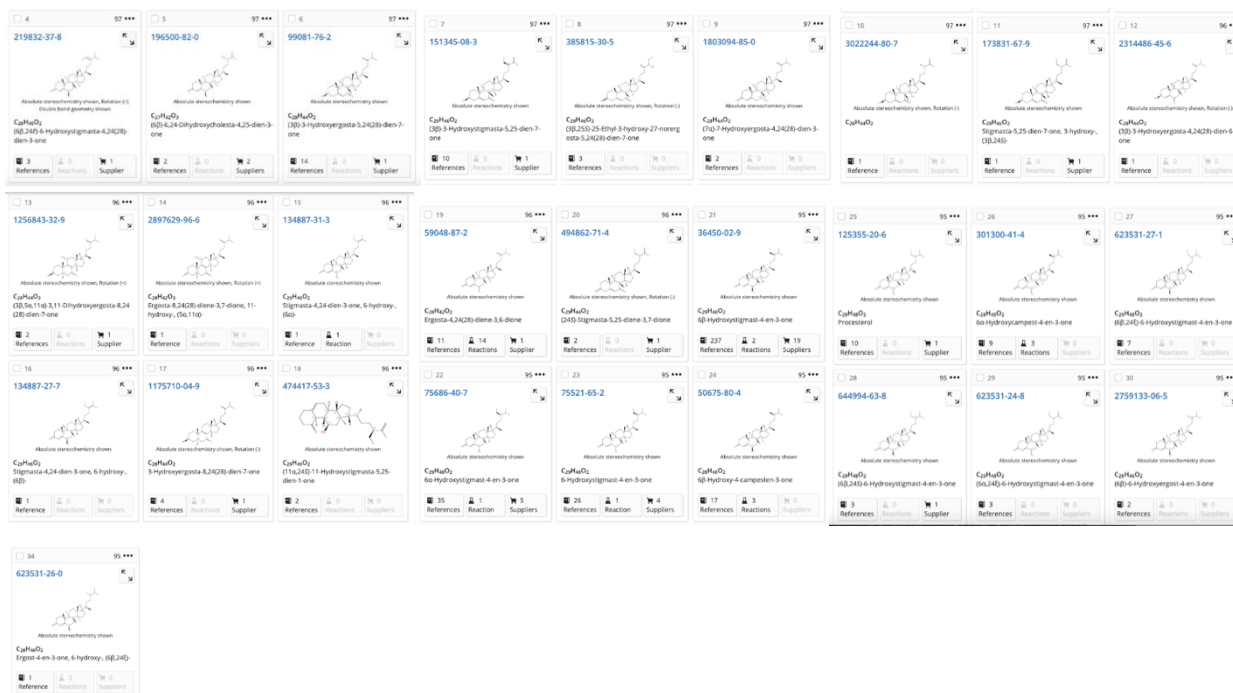 4 97 •••
219832-37-8
Absolute stereochemistry shown, Rotation (+)
Double bond geometry shown
C₂₉H₄₆O₂
(6β,24E)-6-Hydroxystigmasta-4,24(28)-
dien-3-one
3 References 0 Reactions 1 Supplier
5 97 •••
196500-82-0
Absolute stereochemistry shown
C₂₇H₄₂O₃
(6β)-6,24-Dihydroxycholesta-4,25-dien-3-
one
2 References 0 Reactions 2 Suppliers
6 97 •••
99081-76-2
Absolute stereochemistry shown
C₂₈H₄₄O₂
(3β)-3-Hydroxyergosta-5,24(28)-dien-7-
one
14 References 0 Reactions 1 Supplier
7 97 •••
151345-08-3
Absolute stereochemistry shown
C₂₉H₄₆O₂
(3β)-3-Hydroxystigmasta-5,25-dien-7-
one
10 References 0 Reactions 1 Supplier
8 97 •••
385815-30-5
Absolute stereochemistry shown
C₂₉H₄₆O₂
(3β,25S)-25-Ethyl-3-hydroxy-27-norerg
osta-5,24(28)-dien-7-one
3 References 0 Reactions 0 Suppliers
9 97 •••
1803094-85-0
Absolute stereochemistry shown, Rotation (-)
C₂₈H₄₄O₂
(7α)-7-Hydroxyergosta-4,24(28)-dien-3-
one
2 References 0 Reactions 0 Suppliers
10 97 •••
3022244-80-7
Absolute stereochemistry shown, Rotation (-)
C₂₈H₄₄O₂
1 Reference 0 Reactions 0 Suppliers
11 97 •••
173831-67-9
Absolute stereochemistry shown
C₂₉H₄₆O₂
Stigmasta-5,25-dien-7-one, 3-hydroxy-,
(3β,24S)-
1 Reference 0 Reactions 0 Suppliers
12 96
2314486-45-6
Absolute stereochemistry shown, Rotation
C₂₈H₄₄O₂
(3β)-3-Hydroxyergosta-4,24(28)-dien-6
one
1 Reference 0 Reactions 1 Supplier
13 96 •••
1256843-32-9
Absolute stereochemistry shown, Rotation (+)
C₂₈H₄₄O₃
(3β,5α,11α)-3,11-Dihydroxyergosta-8,24
(28)-dien-7-one
2 References 0 Reactions 1 Supplier
14 96 •••
2897629-96-6
Absolute stereochemistry shown, Rotation (+)
C₂₈H₄₂O₃
Ergosta-8,24(28)-diene-3,7-dione, 11-
hydroxy-, (5α,11α)-
1 Reference 0 Reactions 0 Suppliers
15 96 •••
134887-31-3
Absolute stereochemistry shown
C₂₉H₄₆O₂
Stigmasta-4,24-dien-3-one, 6-hydroxy-,
(6α)-
1 Reference 1 Reaction 0 Suppliers
16 96 •••
134887-27-7
Absolute stereochemistry shown
C₂₉H₄₆O₂
Stigmasta-4,24-dien-3-one, 6-hydroxy-,
(6β)-
1 Reference 0 Reactions 0 Suppliers
17 96 •••
1175710-04-9
Absolute stereochemistry shown, Rotation (-)
C₂₈H₄₄O₂
3-Hydroxyergosta-8,24(28)-dien-7-one
4 References 0 Reactions 1 Supplier
18 96 •••
474417-53-3
Absolute stereochemistry shown
C₂₉H₄₆O₂
(11α,24S)-11-Hydroxystigmasta-5,25-
dien-1-one
2 References 0 Reactions 0 Suppliers
19 96 •••
59048-87-2
Absolute stereochemistry shown
C₂₈H₄₂O₂
Ergosta-4,24(28)-diene-3,6-dione
11 References 14 Reactions 1 Supplier
20 96 •••
494862-71-4
Absolute stereochemistry shown, Rotation (-)
C₂₉H₄₄O₂
(24S)-Stigmasta-5,25-diene-3,7-dione
2 References 0 Reactions 1 Supplier
21 95 •••
36450-02-9
Absolute stereochemistry shown
C₂₉H₄₈O₂
6β-Hydroxystigmast-4-en-3-one
237 References 2 Reactions 19 Suppliers
22 95 •••
75686-40-7
Absolute stereochemistry shown
C₂₉H₄₈O₂
6α-Hydroxystigmast-4-en-3-one
35 References 1 Reaction 5 Suppliers
23 95 •••
75521-65-2
Absolute stereochemistry shown
C₂₉H₄₈O₂
6-Hydroxystigmast-4-en-3-one
26 References 1 Reaction 4 Suppliers
24 95 •••
50675-80-4
Absolute stereochemistry shown
C₂₈H₄₆O₂
6β-Hydroxy-4-campesten-3-one
17 References 3 Reactions 0 Suppliers
25 95 •••
125355-20-6
Absolute stereochemistry shown
C₂₈H₄₆O₂
Procesterol
10 References 0 Reactions 1 Supplier
26 95 •••
301300-41-4
Absolute stereochemistry shown
C₂₈H₄₆O₂
6α-Hydroxycampest-4-en-3-one
9 References 3 Reactions 0 Suppliers
27 95 •••
623531-27-1
Absolute stereochemistry shown
C₂₉H₄₈O₂
(6β,24ξ)-6-Hydroxystigmast-4-en-3-one
7 References 0 Reactions 0 Suppliers
28 95 •••
644994-63-8
Absolute stereochemistry shown
C₂₉H₄₈O₂
(6β,24S)-6-Hydroxystigmast-4-en-3-one
3 References 0 Reactions 1 Supplier
29 95 •••
623531-24-8
Absolute stereochemistry shown
C₂₉H₄₈O₂
(6α,24ξ)-6-Hydroxystigmast-4-en-3-one
3 References 0 Reactions 0 Suppliers
30 95 •••
2759133-06-5
Absolute stereochemistry shown
C₂₈H₄₆O₂
(6β)-6-Hydroxyergost-4-en-3-one
2 References 0 Reactions 0 Suppliers
34 95 •••
623531-26-0
Absolute stereochemistry shown
C₂₈H₄₆O₂
Ergost-4-en-3-one, 6-hydroxy-, (6β,24ξ)-
1 Reference 0 Reactions 0 Suppliers